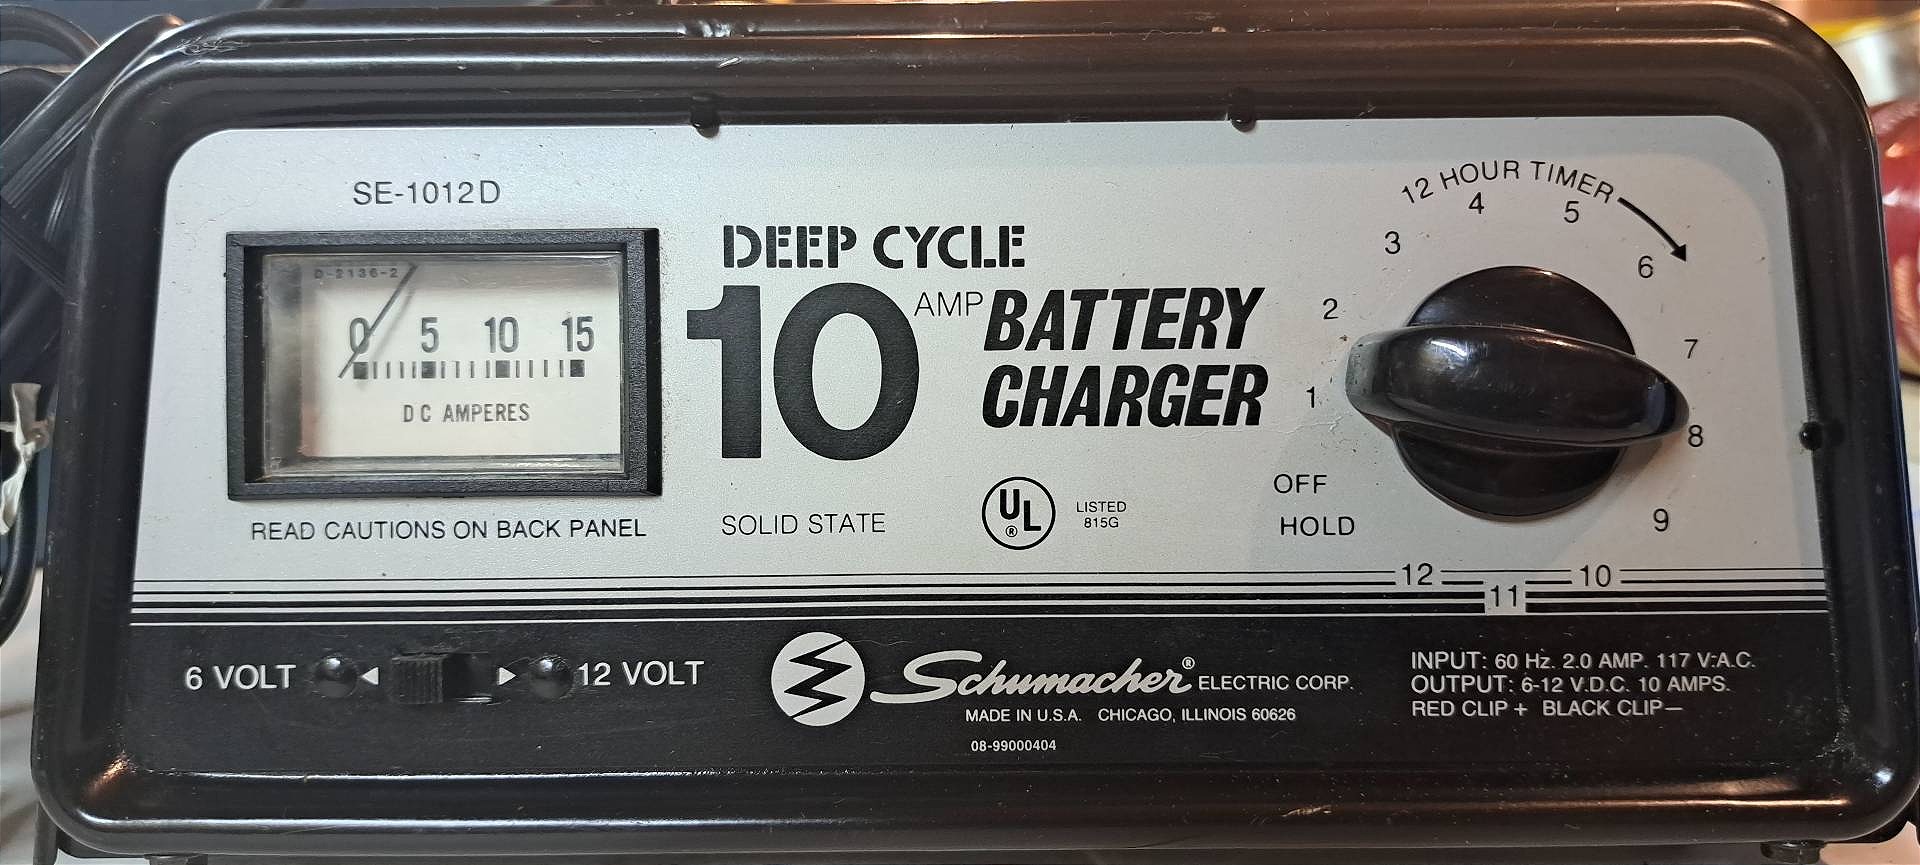 SE-1012D
D-2136-2
0 5 10 15
DC AMPERES
READ CAUTIONS ON BACK PANEL
DEEP CYCLE
10 AMP BATTERY
CHARGER
SOLID STATE
UL ®
LISTED
815G
12 HOUR TIMER
OFF
HOLD
1
2
3
4
5
6
7
8
9
10
11
12
6 VOLT
12 VOLT
Schumacher® ELECTRIC CORP.
MADE IN U.S.A. CHICAGO, ILLINOIS 60626
08-99000404
INPUT: 60 Hz. 2.0 AMP. 117 V.A.C.
OUTPUT: 6-12 V.D.C. 10 AMPS.
RED CLIP + BLACK CLIP —